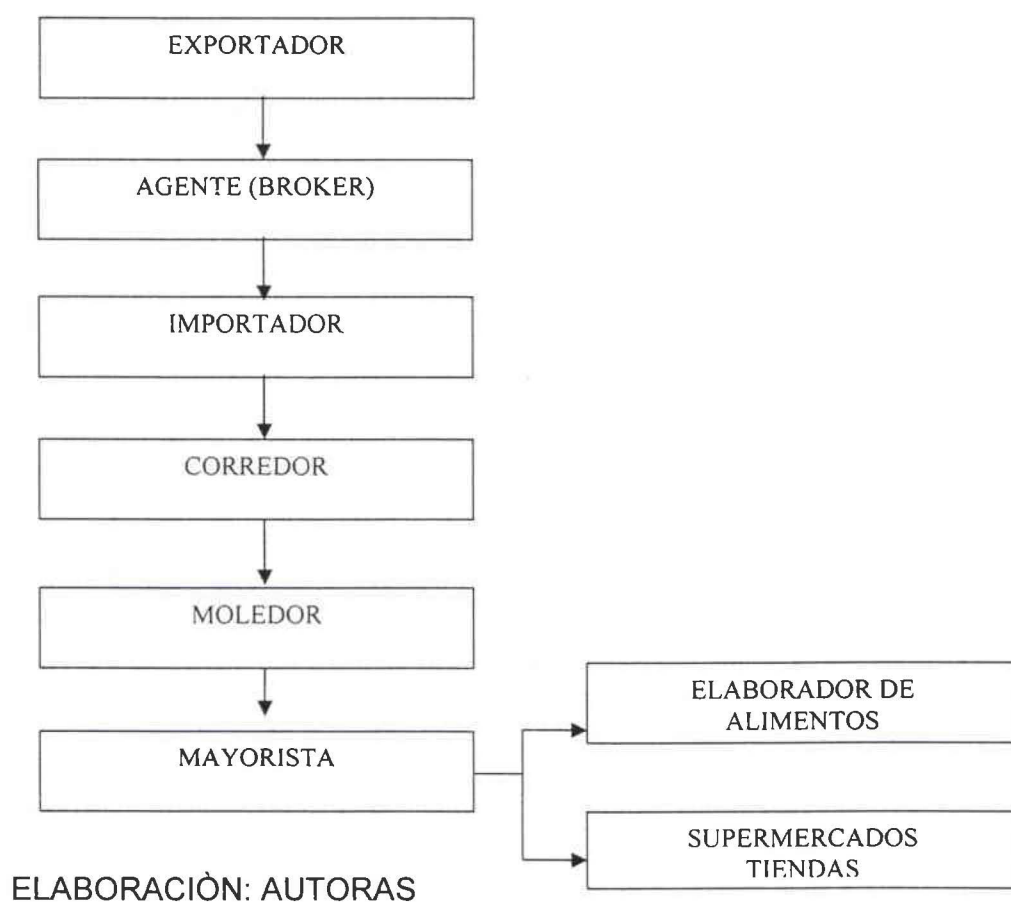 EXPORTADOR
AGENTE (BROKER)
IMPORTADOR
CORREDOR
MOLEDOR
MAYORISTA
ELABORADOR DE
ALIMENTOS
SUPERMERCADOS
TIENDAS
ELABORACIÒN: AUTORAS